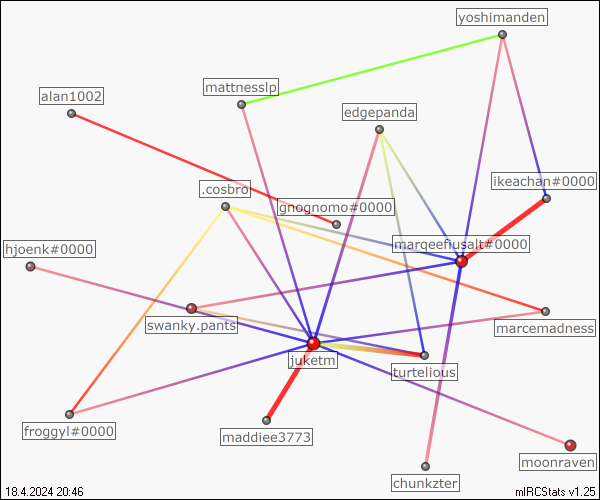 yoshimanden
mattnesslp
alan1002
edgepanda
ikeachan#0000
.cosbro
gnognomo#0000
marqeefusalt#0000
hjoenk#0000
swanky.pants
marcemadness
juketm
turtelious
froggyl#0000
maddiee3773
moonraven
chunkzter
18.4.2024 20:46
mIRCStats v1.25